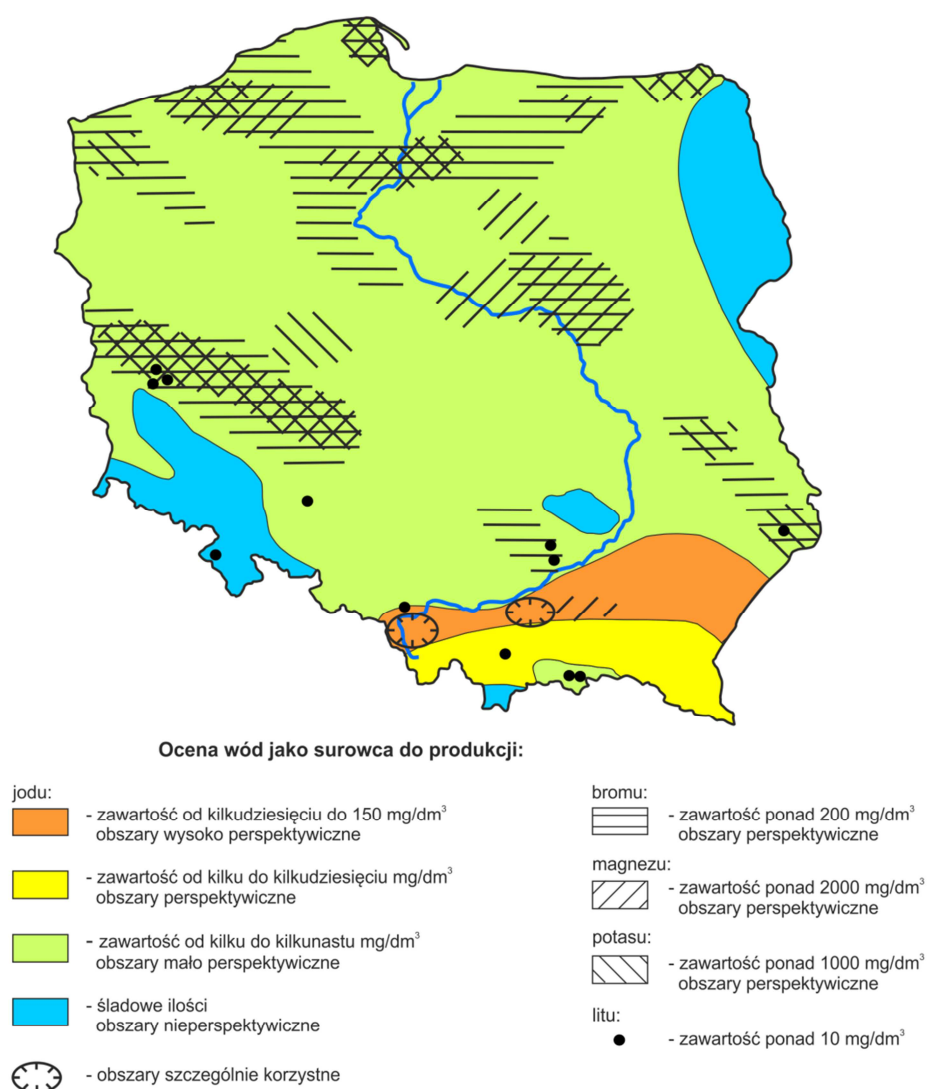 Ocena wód jako surowca do produkcji:
jodu:
- zawartość od kilkudziesięciu do 150 mg/dm³
obszary wysoko perspektywiczne
- zawartość od kilku do kilkudziesięciu mg/dm³
obszary perspektywiczne
- zawartość od kilku do kilkunastu mg/dm³
obszary mało perspektywiczne
- śladowe ilości
obszary nieperspektywiczne
- obszary szczególnie korzystne
bromu:
- zawartość ponad 200 mg/dm³
obszary perspektywiczne
magnezu:
- zawartość ponad 2000 mg/dm³
obszary perspektywiczne
potasu:
- zawartość ponad 1000 mg/dm³
obszary perspektywiczne
litu:
- zawartość ponad 10 mg/dm³